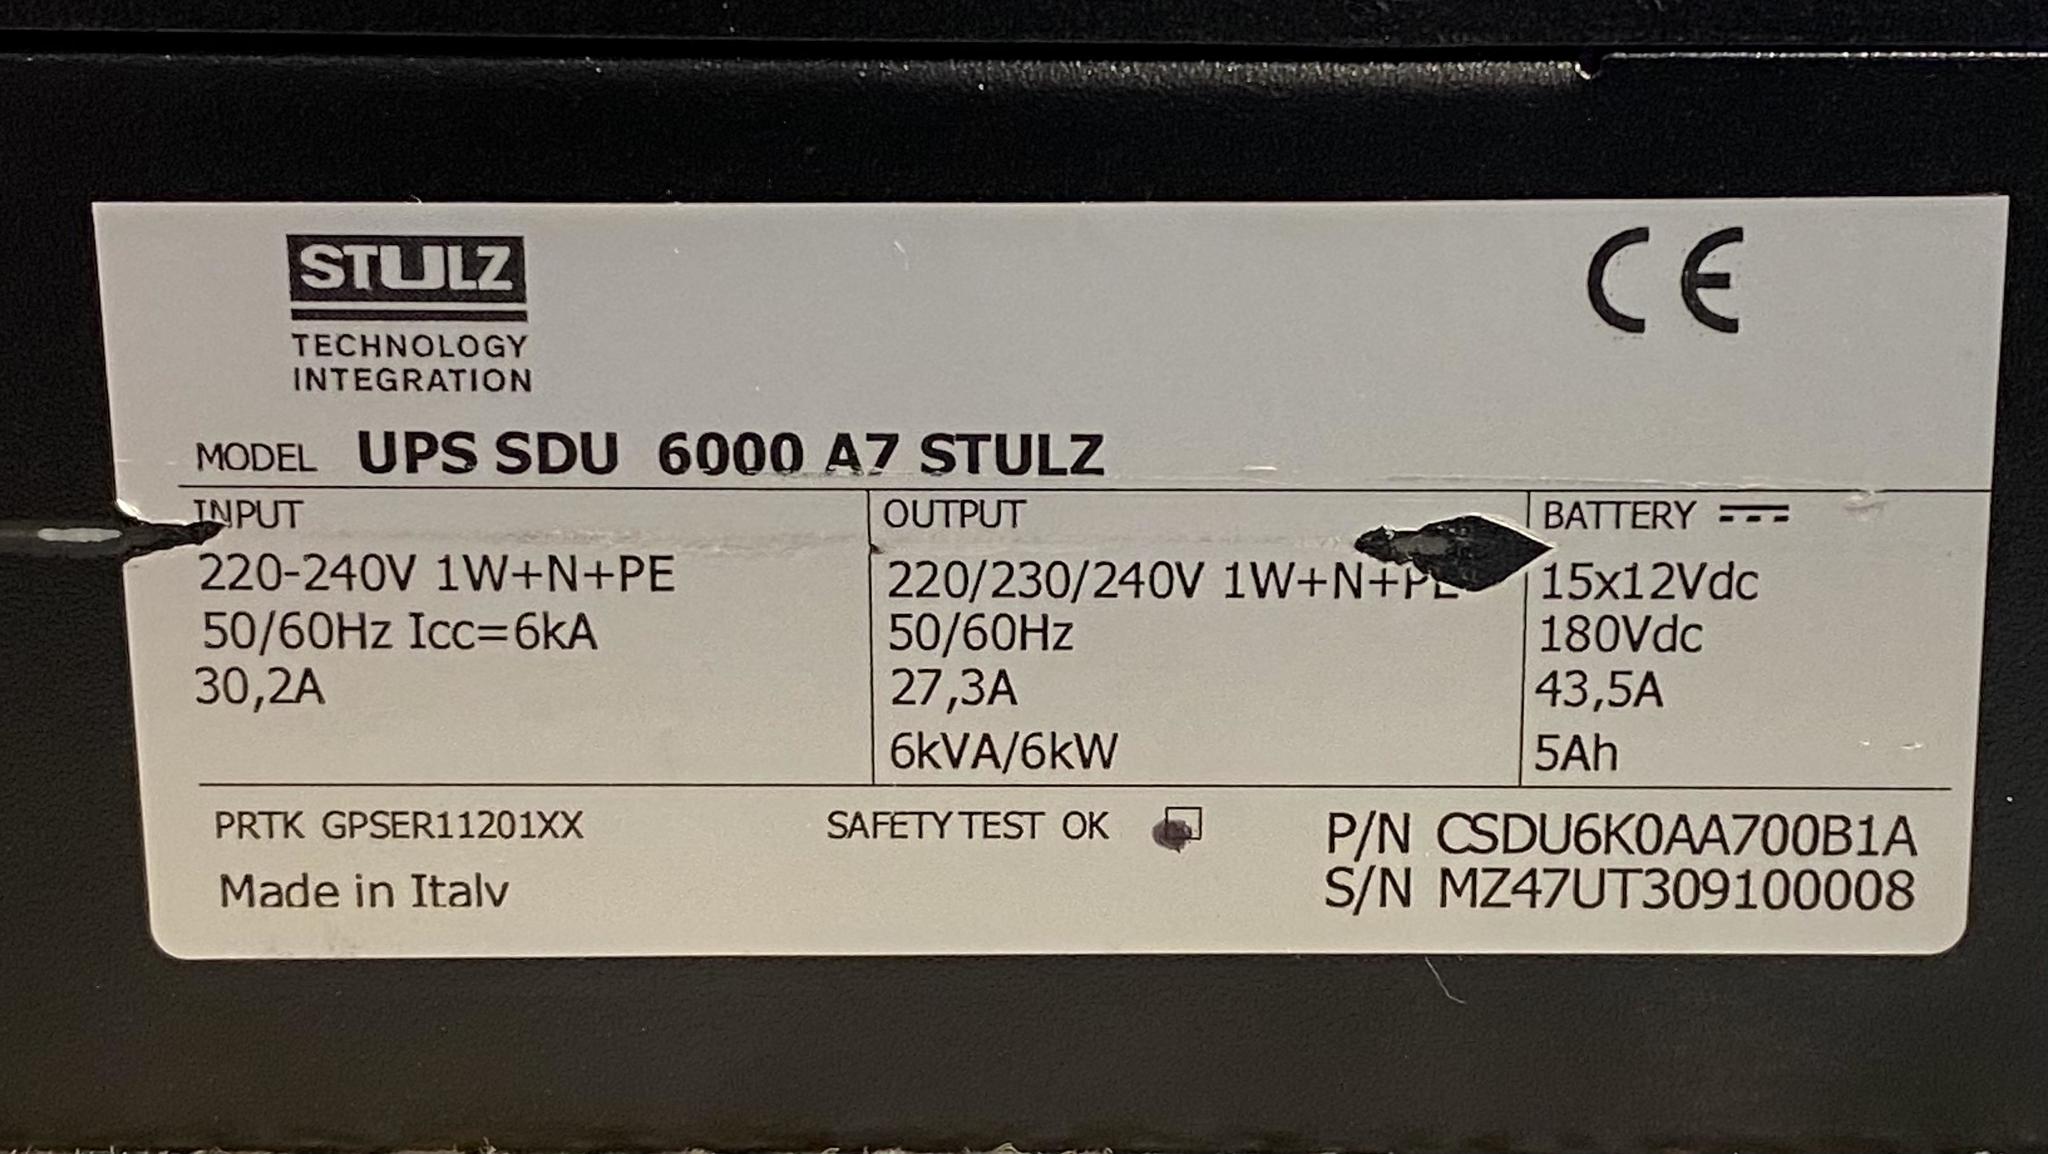 STULZ
TECHNOLOGY
INTEGRATION
CE
MODEL UPS SDU 6000 A7 STULZ
INPUT
220-240V 1W+N+PE
50/60Hz Icc=6kA
30,2A
OUTPUT
220/230/240V 1W+N+PE
50/60Hz
27,3A
6kVA/6kW
BATTERY
15x12Vdc
180Vdc
43,5A
5Ah
PRTK GPSER11201XX
SAFETY TEST OK
P/N CSDU6K0AA700B1A
Made in Italy
S/N MZ47UT309100008